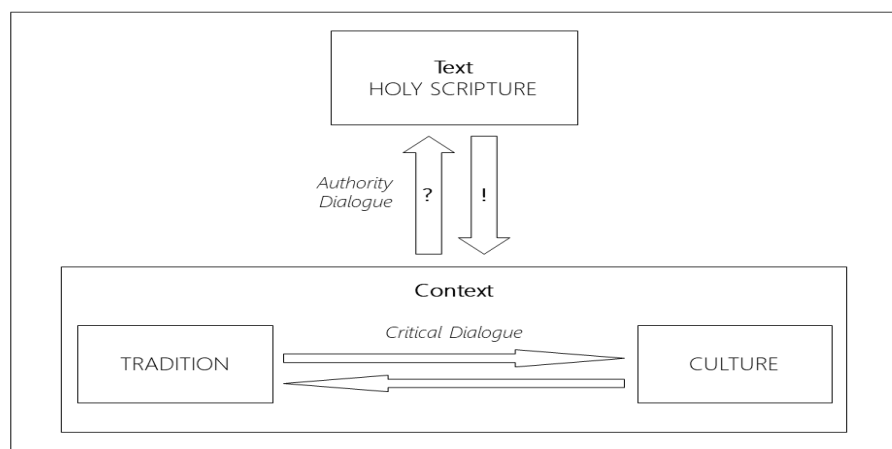 Text
HOLY SCRIPTURE
Authority
Dialogue
?
!
Context
Critical Dialogue
TRADITION
CULTURE